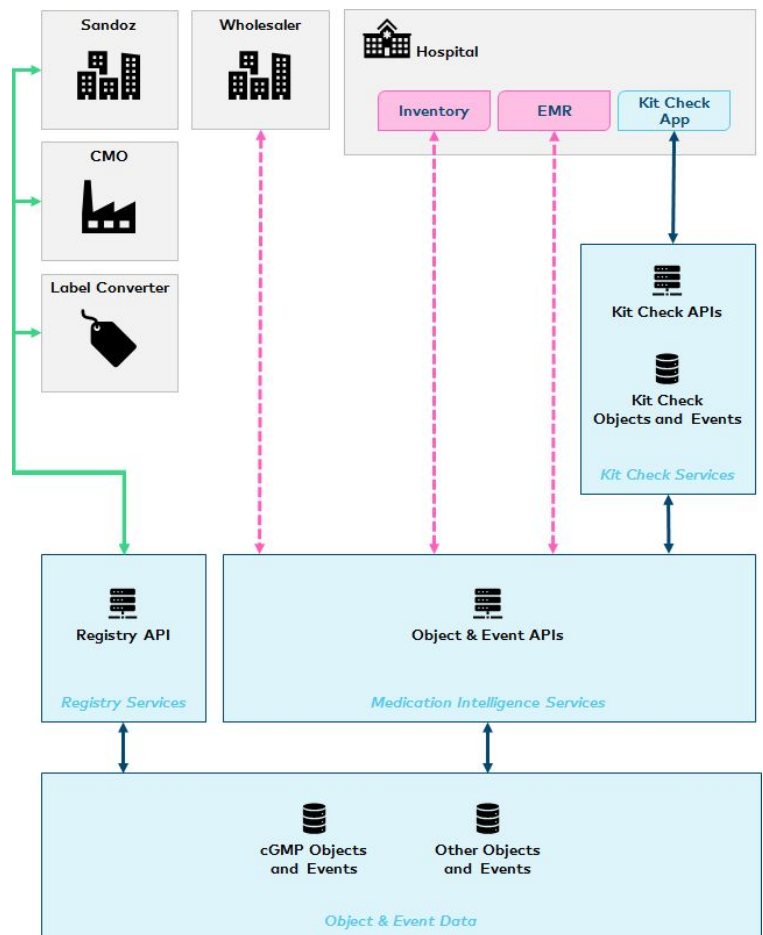 Sandoz
Wholesaler
Hospital
Inventory
EMR
Kit Check
App
CMO
Label Converter
Kit Check APIs
Kit Check
Objects and Events
Kit Check Services
Registry API
Registry Services
Object & Event APIs
Medication Intelligence Services
cGMP Objects
and Events
Other Objects
and Events
Object & Event Data